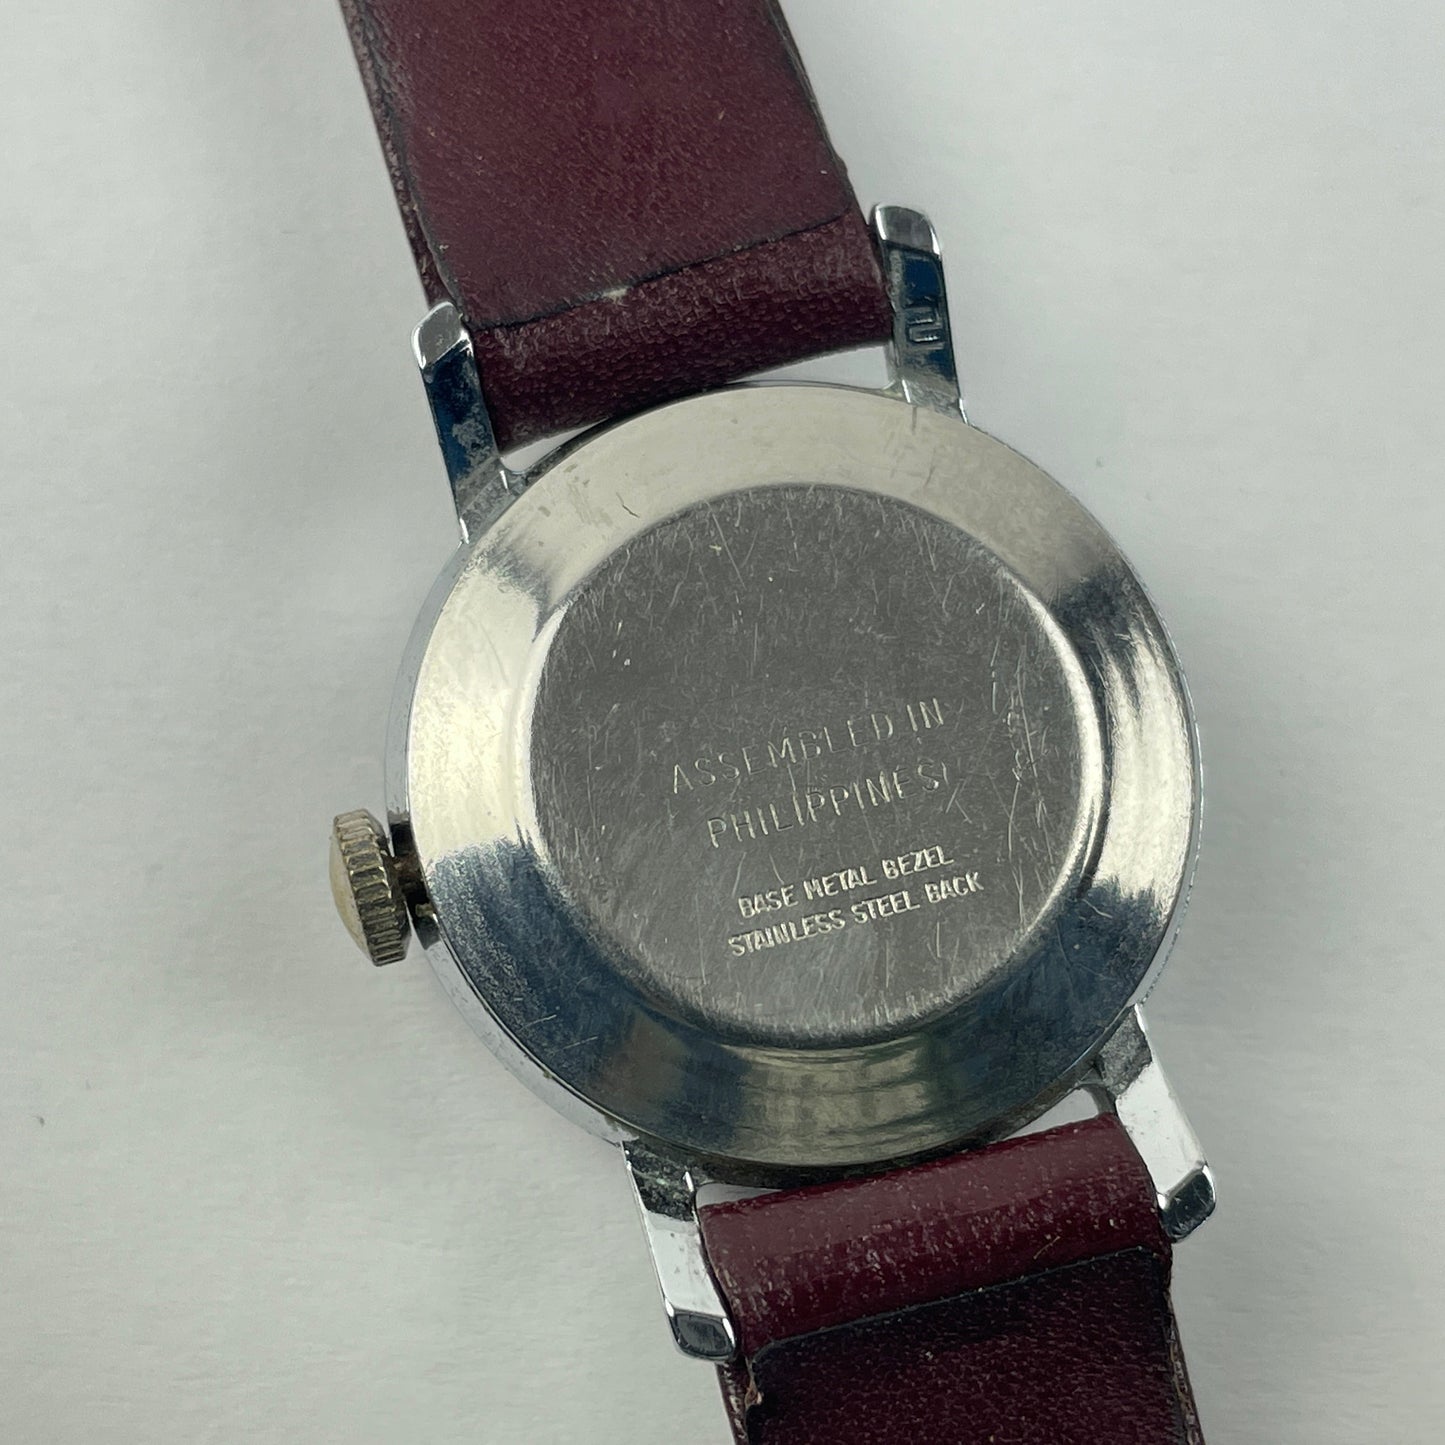 ASSEMBLED IN
PHILIPPINES
BASE METAL BEZEL
STAINLESS STEEL BACK